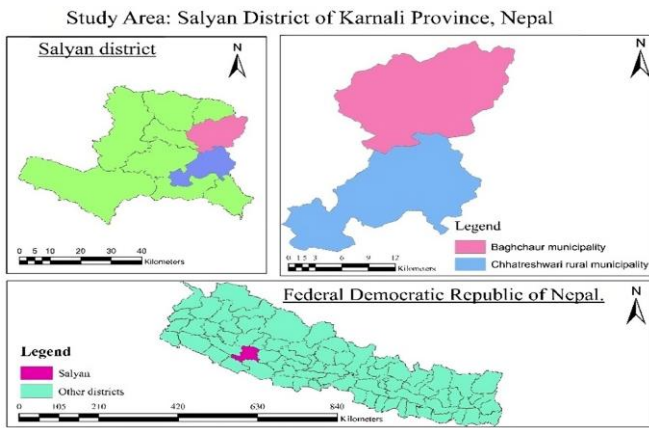 Study Area: Salyan District of Karnali Province, Nepal
Salyan district
N
0 5 10 20 30 40
Kilometers
N
Legend
Baghchaur municipality
Chhatreshwari rural municipality
0 1.5 3 6 9 12
Kilometers
Federal Democratic Republic of Nepal.
N
Legend
Salyan
Other districts
0 105 210 420 630 840
Kilometers